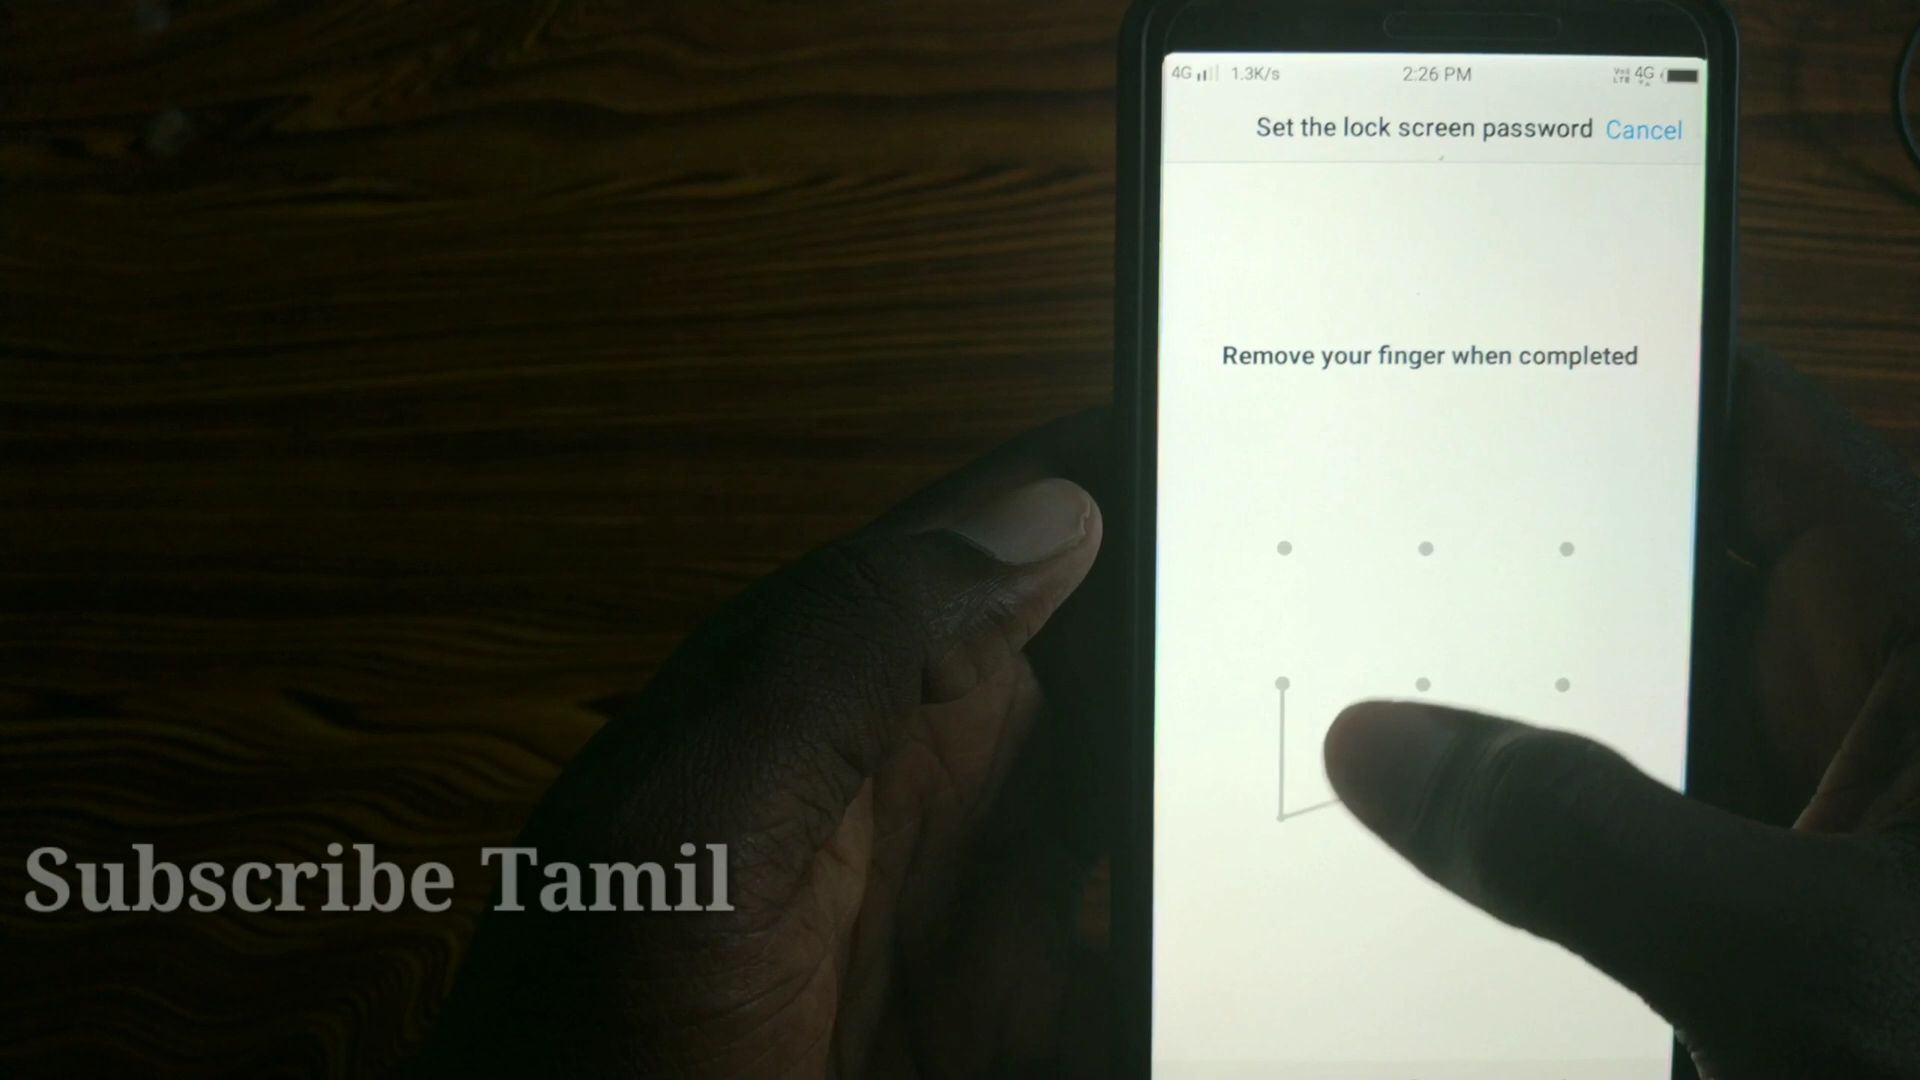 4G 1.3K/s 2:26 PM VoLTE 4G
Set the lock screen password Cancel
Remove your finger when completed
Subscribe Tamil